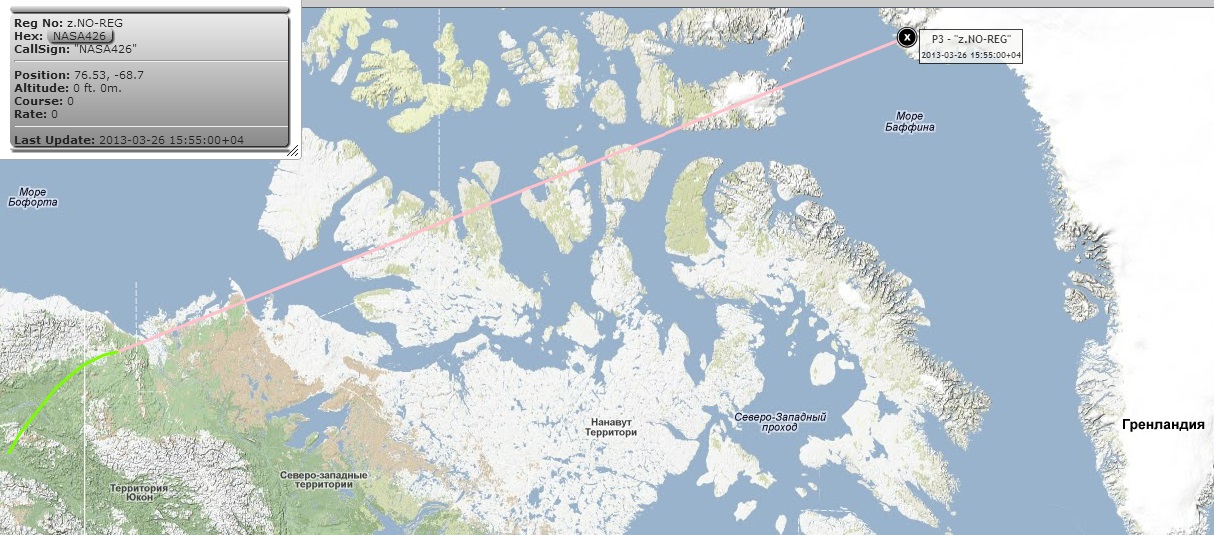 Reg No: z.NO-REG
Hex: NASA426
CallSign: "NASA426"
Position: 76.53, -68.7
Altitude: 0 ft. 0m.
Course: 0
Rate: 0
Last Update: 2013-03-26 15:55:00+04
x
P3 - "z.NO-REG"
2013-03-26 15:55:00+04
Море
Баффина
Море
Бофорта
Нанавут
Территори
Северо-Западный
проход
Гренландия
Северо-западные
территории
Территория
Юкон